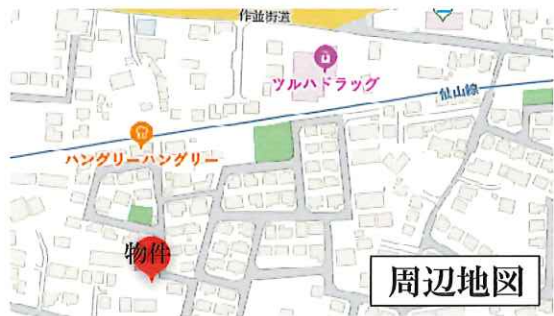 作並街道
ツルハドラッグ
仙山線
ハングリーハングリー
物件
周辺地図